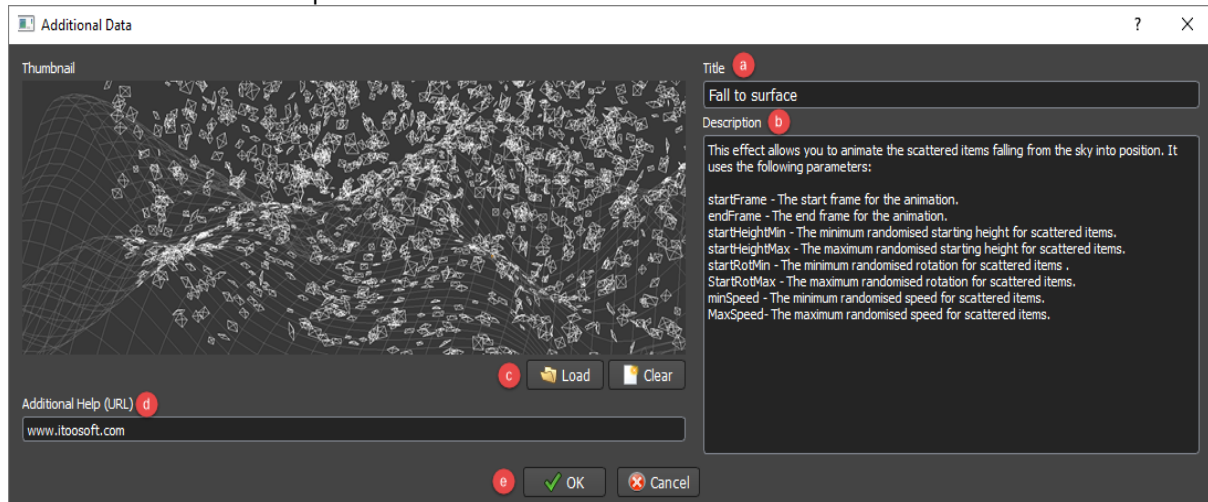 Additional Data
?
Thumbnail
Title a
Fall to surface
Description b
This effect allows you to animate the scattered items falling from the sky into position. It
uses the following parameters:
startFrame - The start frame for the animation.
endFrame - The end frame for the animation.
startHeightMin - The minimum randomised starting height for scattered items.
startHeightMax - The maximum randomised starting height for scattered items.
startRotMin - The minimum randomised rotation for scattered items .
StartRotMax - The maximum randomised rotation for scattered items.
minSpeed - The minimum randomised speed for scattered items.
MaxSpeed- The maximum randomised speed for scattered items.
c Load Clear
Additional Help (URL) d
www.itoosoft.com
e OK Cancel